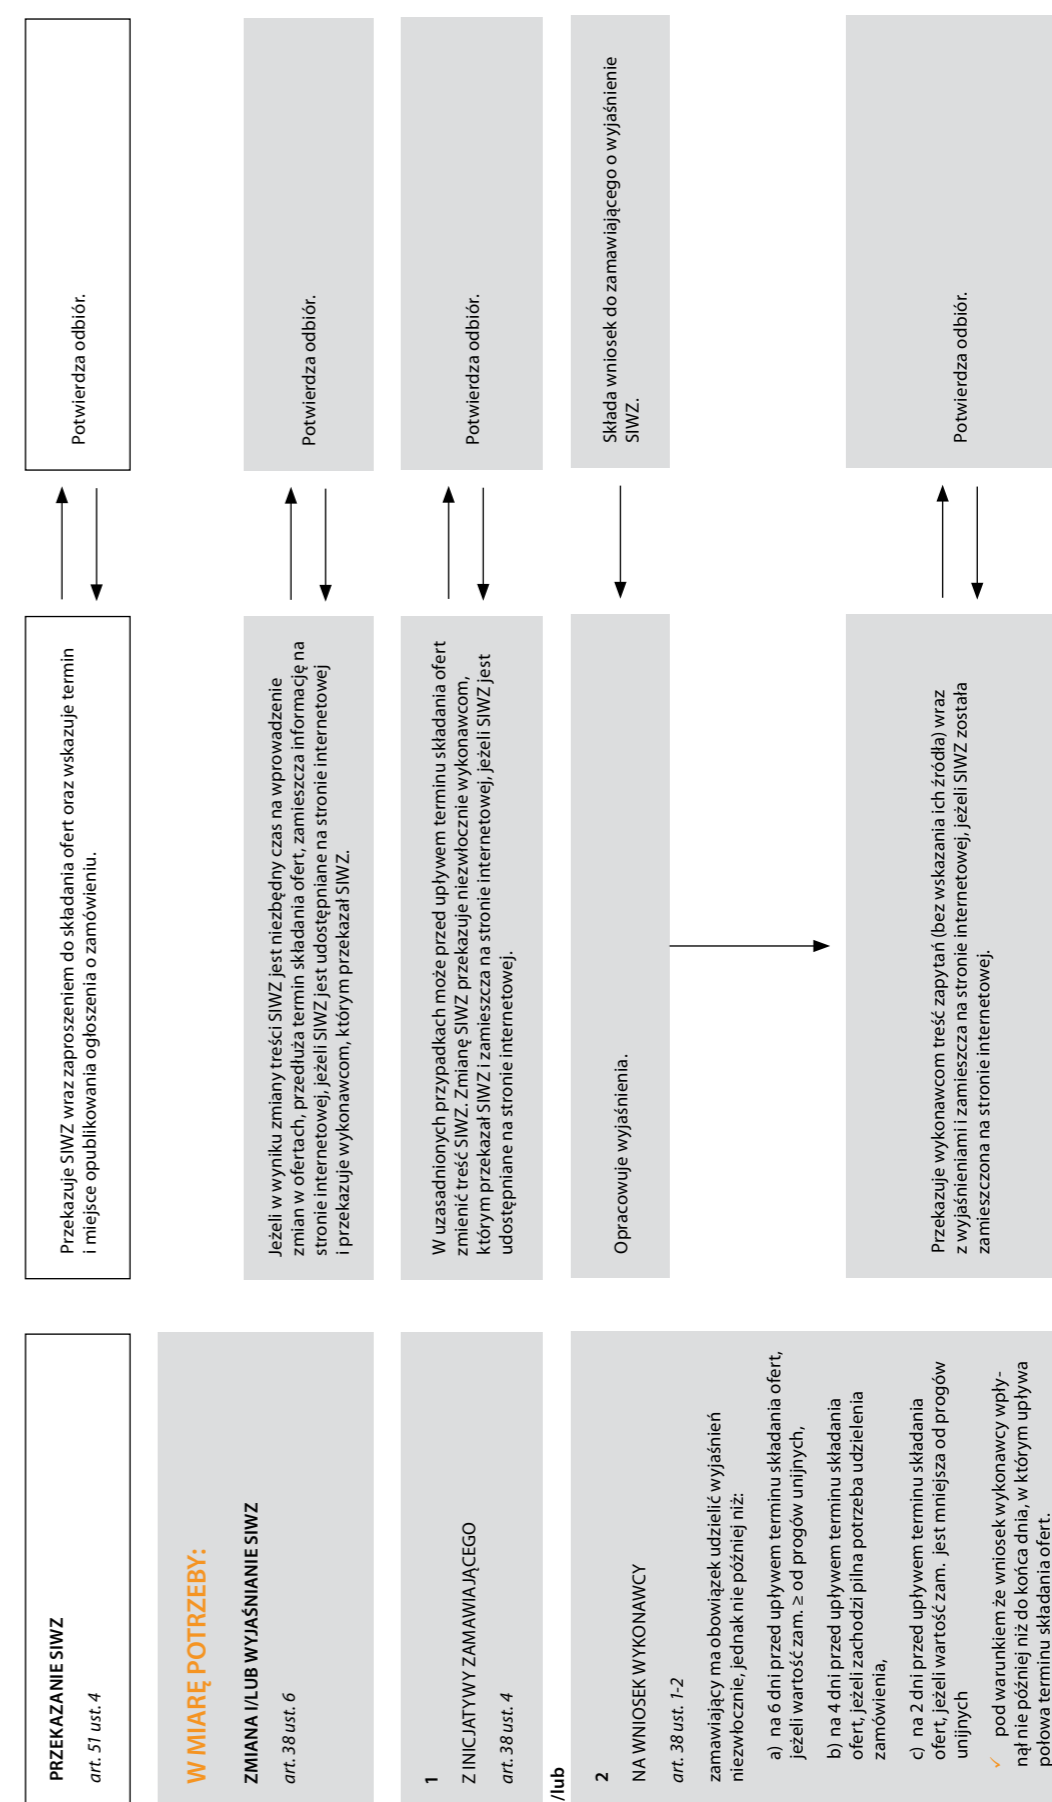 PRZEKAZANIE SIWZ
art. 51 ust. 4
Przekazuje SIWZ wraz zaproszeniem do składania ofert oraz wskazuje termin
i miejsce opublikowania ogłoszenia o zamówieniu.
Potwierdza odbiór.
W MIARĘ POTRZEBY:
ZMIANA I/LUB WYJAŚNIANIE SIWZ
art. 38 ust. 6
Jeżeli w wyniku zmiany treści SIWZ jest niezbędny czas na wprowadzenie
zmian w ofertach, przedłuża termin składania ofert, zamieszcza informację na
stronie internetowej, jeżeli SIWZ jest udostępniane na stronie internetowej
i przekazuje wykonawcom, którym przekazał SIWZ.
Potwierdza odbiór.
1
Z INICJATYWY ZAMAWIAJĄCEGO
art. 38 ust. 4
W uzasadnionych przypadkach może przed upływem terminu składania ofert
zmienić treść SIWZ. Zmianę SIWZ przekazuje niezwłocznie wykonawcom,
którym przekazał SIWZ i zamieszcza na stronie internetowej, jeżeli SIWZ jest
udostępniane na stronie internetowej.
Potwierdza odbiór.
/lub
2
NA WNIOSEK WYKONAWCY
art. 38 ust. 1-2
zamawiający ma obowiązek udzielić wyjaśnień
niezwłocznie, jednak nie później niż:
a) na 6 dni przed upływem terminu składania ofert,
jeżeli wartość zam. ≥ od progów unijnych,
b) na 4 dni przed upływem terminu składania
ofert, jeżeli zachodzi pilna potrzeba udzielenia
zamówienia,
c) na 2 dni przed upływem terminu składania
ofert, jeżeli wartość zam. jest mniejsza od progów
unijnych
✓ pod warunkiem że wniosek wykonawcy wpły-
nął nie później niż do końca dnia, w którym upływa
połowa terminu składania ofert.
Opracowuje wyjaśnienia.
Składa wniosek do zamawiającego o wyjaśnienie
SIWZ.
Przekazuje wykonawcom treść zapytań (bez wskazania ich źródła) wraz
z wyjaśnieniami i zamieszcza na stronie internetowej, jeżeli SIWZ została
zamieszczona na stronie internetowej.
Potwierdza odbiór.